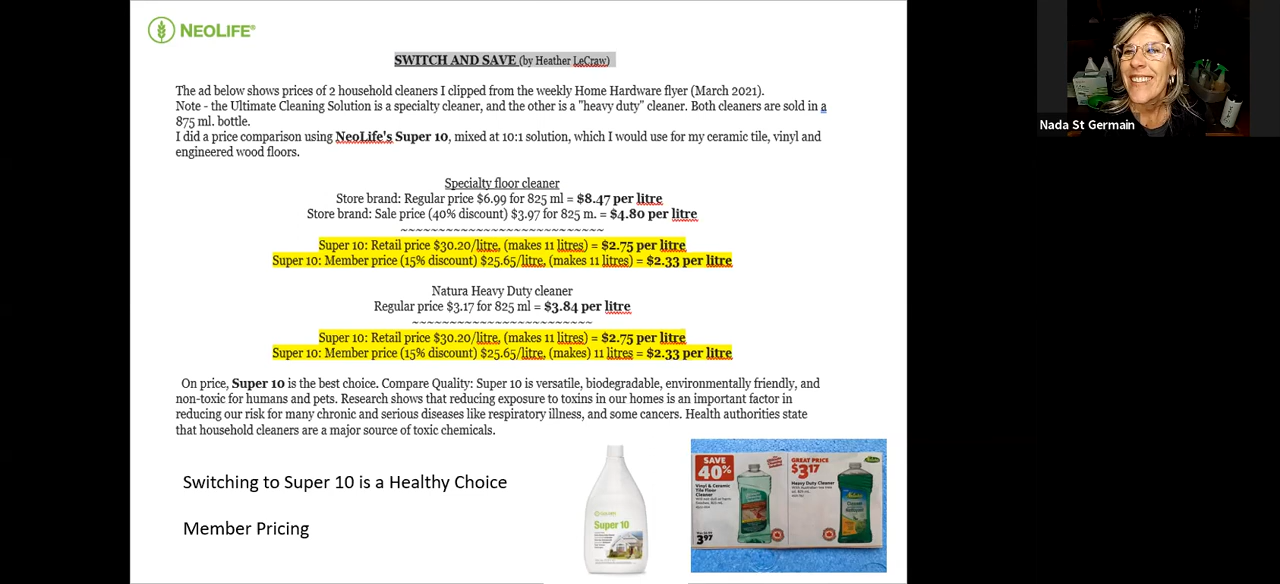 NEOLIFE®
SWITCH AND SAVE (by Heather LeCraw)
The ad below shows prices of 2 household cleaners I clipped from the weekly Home Hardware flyer (March 2021).
Note - the Ultimate Cleaning Solution is a specialty cleaner, and the other is a "heavy duty" cleaner. Both cleaners are sold in a
875 ml. bottle.
I did a price comparison using NeoLife's Super 10, mixed at 10:1 solution, which I would use for my ceramic tile, vinyl and
engineered wood floors.
Specialty floor cleaner
Store brand: Regular price $6.99 for 825 ml = $8.47 per litre
Store brand: Sale price (40% discount) $3.97 for 825 m. = $4.80 per litre
~~~~~~~~~~~~~~~~~~~~~~~~~~~
Super 10: Retail price $30.20/litre, (makes 11 litres) = $2.75 per litre
Super 10: Member price (15% discount) $25.65/litre, (makes 11 litres) = $2.33 per litre
Natura Heavy Duty cleaner
Regular price $3.17 for 825 ml = $3.84 per litre
~~~~~~~~~~~~~~~~~~~~~~~~
Super 10: Retail price $30.20/litre, (makes 11 litres) = $2.75 per litre
Super 10: Member price (15% discount) $25.65/litre, (makes) 11 litres = $2.33 per litre
On price, Super 10 is the best choice. Compare Quality: Super 10 is versatile, biodegradable, environmentally friendly, and
non-toxic for humans and pets. Research shows that reducing exposure to toxins in our homes is an important factor in
reducing our risk for many chronic and serious diseases like respiratory illness, and some cancers. Health authorities state
that household cleaners are a major source of toxic chemicals.
Switching to Super 10 is a Healthy Choice
Member Pricing
Super 10
SAVE
40%
Vinyl & Ceramic
Tile Floor
Cleaner
3.97
GREAT PRICE
$3.17
Heavy Duty Cleaner
Nada St Germain